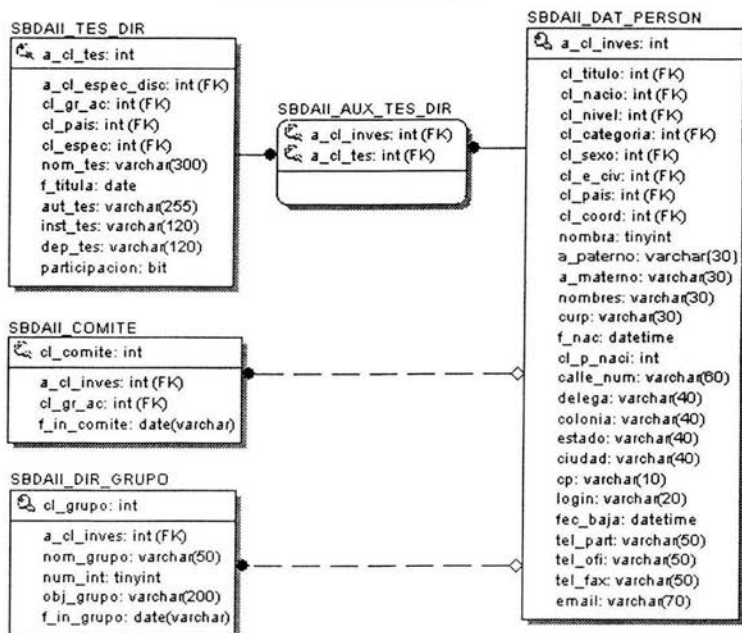 SBDAII_TES_DIR
a_cl_tes: int
a_cl_espec_disc: int (FK)
cl_gr_ac: int (FK)
cl_pais: int (FK)
cl_espec: int (FK)
nom_tes: varchar(300)
f_titula: date
aut_tes: varchar(255)
inst_tes: varchar(120)
dep_tes: varchar(120)
participacion: bit
SBDAII_AUX_TES_DIR
a_cl_inves: int (FK)
a_cl_tes: int (FK)
SBDAII_COMITE
cl_comite: int
a_cl_inves: int (FK)
cl_gr_ac: int (FK)
f_in_comite: date(varchar)
SBDAII_DIR_GRUPO
cl_grupo: int
a_cl_inves: int (FK)
nom_grupo: varchar(50)
num_int: tinyint
obj_grupo: varchar(200)
f_in_grupo: date(varchar)
SBDAII_DAT_PERSON
a_cl_inves: int
cl_titulo: int (FK)
cl_nacio: int (FK)
cl_nivel: int (FK)
cl_categoria: int (FK)
cl_sexo: int (FK)
cl_e_civ: int (FK)
cl_pais: int (FK)
cl_coord: int (FK)
nombra: tinyint
a_paterno: varchar(30)
a_materno: varchar(30)
nombres: varchar(30)
curp: varchar(30)
f_nac: datetime
cl_p_naci: int
calle_num: varchar(60)
delega: varchar(40)
colonia: varchar(40)
estado: varchar(40)
ciudad: varchar(40)
cp: varchar(10)
login: varchar(20)
fec_baja: datetime
tel_part: varchar(50)
tel_ofi: varchar(50)
tel_fax: varchar(50)
email: varchar(70)